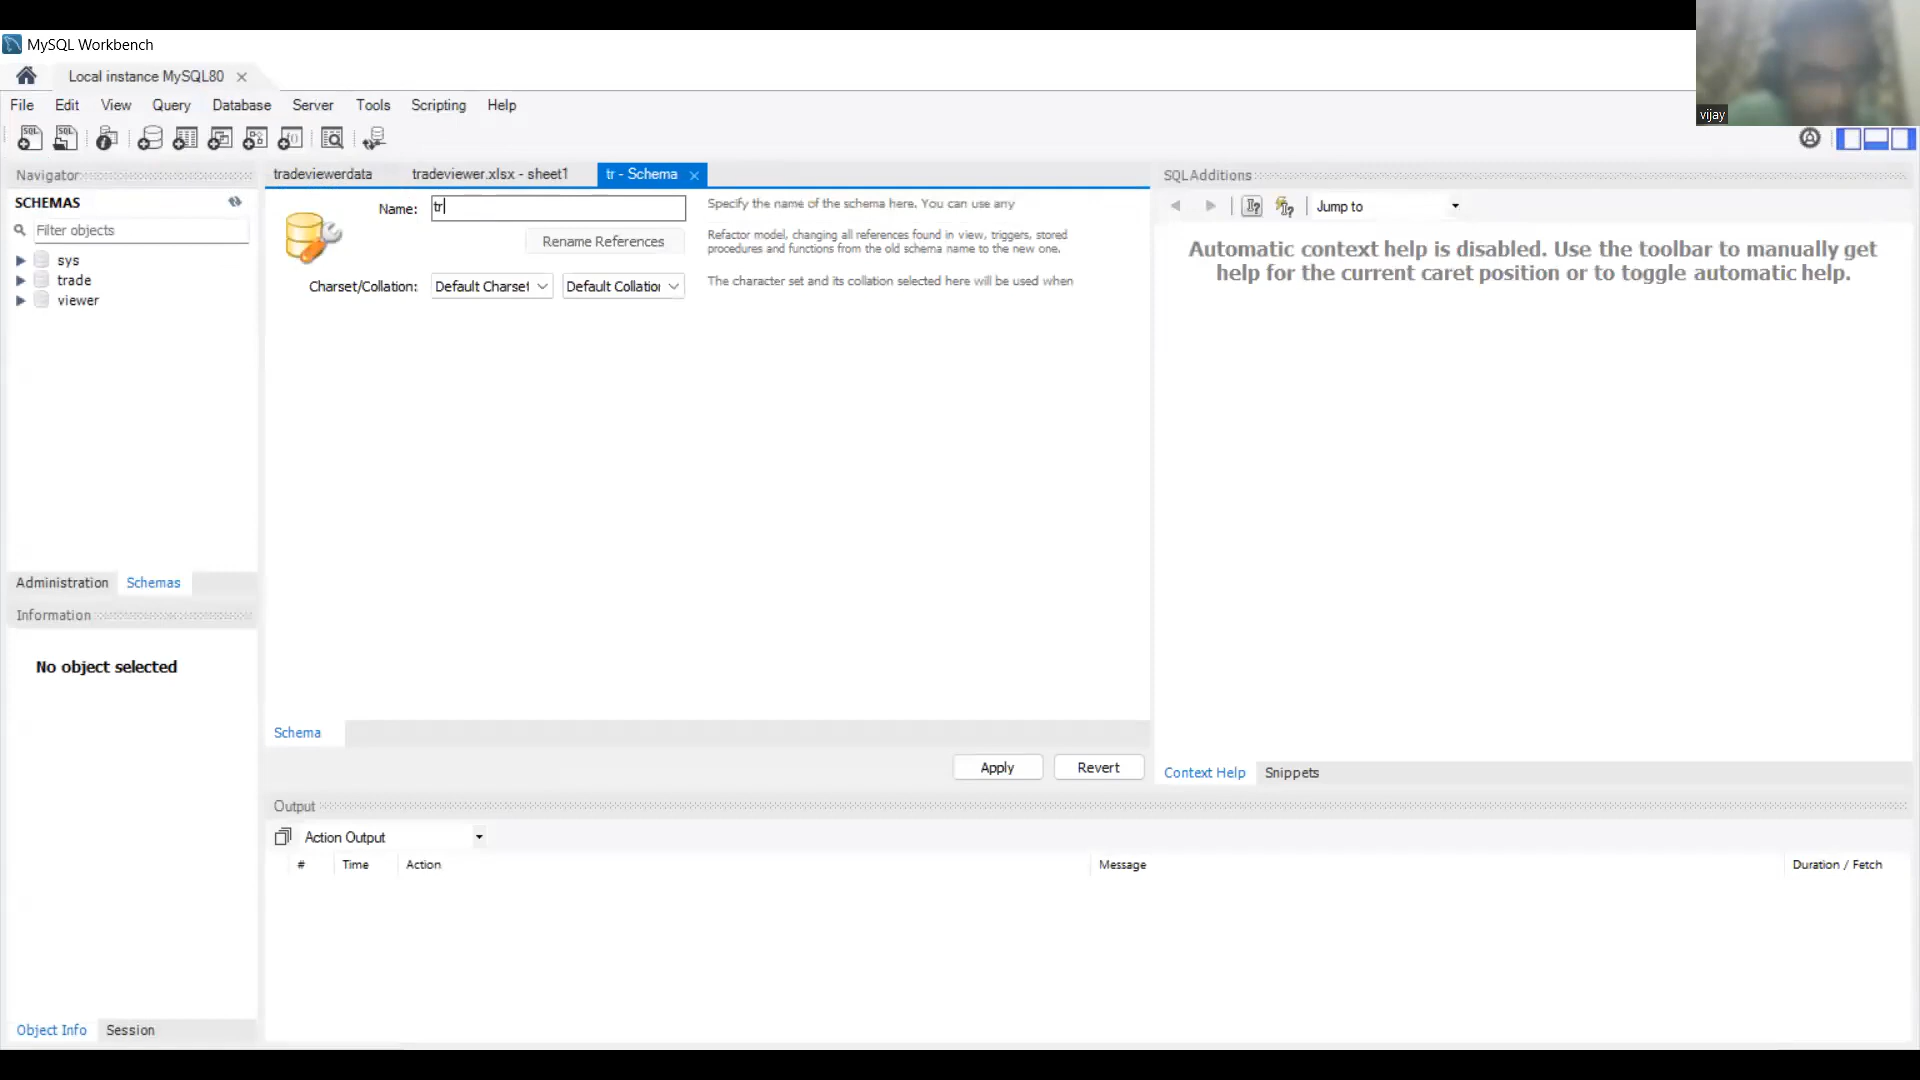 MySQL Workbench
vijay
Local instance MySQL80
File Edit View Query Database Server Tools Scripting Help
Navigator
tradeviewerdata
tradeviewer.xlsx - sheet1
tr - Schema
SQLAdditions
SCHEMAS
Filter objects
sys
trade
viewer
Name:
tr
Specify the name of the schema here. You can use any
Rename References
Refactor model, changing all references found in view, triggers, stored
procedures and functions from the old schema name to the new one.
Charset/Collation:
Default Charset
Default Collation
The character set and its collation selected here will be used when
Jump to
Automatic context help is disabled. Use the toolbar to manually get
help for the current caret position or to toggle automatic help.
Administration
Schemas
Information
No object selected
Schema
Apply
Revert
Context Help
Snippets
Output
Action Output
#
Time
Action
Message
Duration / Fetch
Object Info
Session